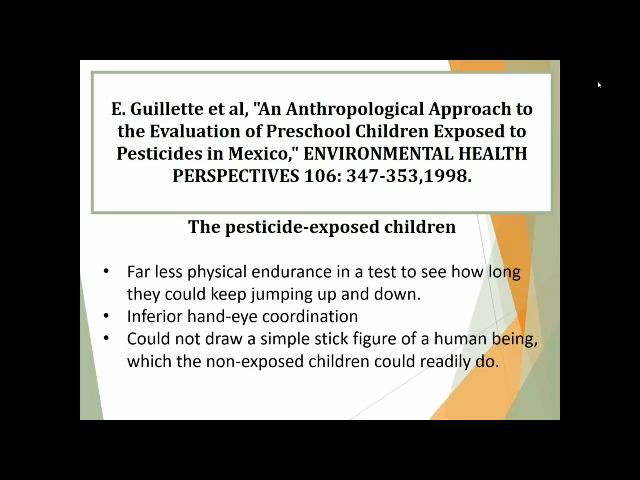 E. Guillette et al, "An Anthropological Approach to
the Evaluation of Preschool Children Exposed to
Pesticides in Mexico," ENVIRONMENTAL HEALTH
PERSPECTIVES 106: 347-353,1998.
The pesticide-exposed children
• Far less physical endurance in a test to see how long
they could keep jumping up and down.
• Inferior hand-eye coordination
• Could not draw a simple stick figure of a human being,
which the non-exposed children could readily do.